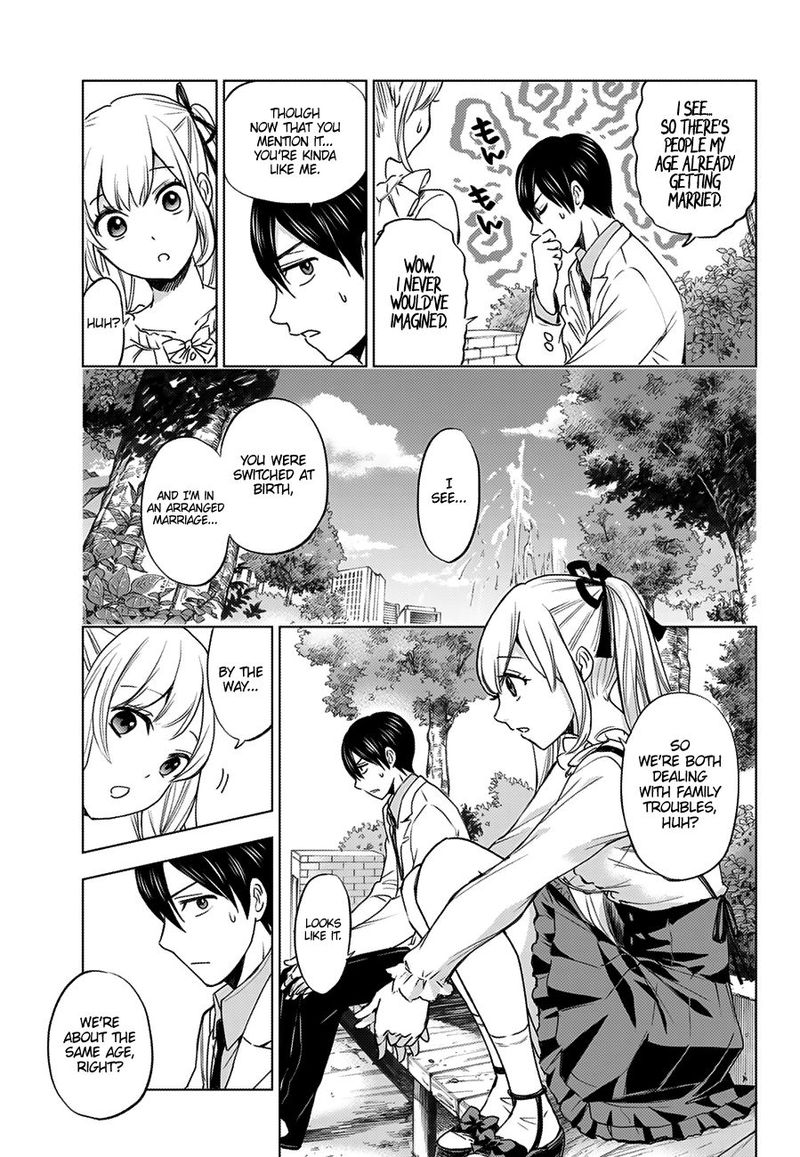 I SEE...
SO THERE'S
PEOPLE MY
AGE ALREADY
GETTING
MARRIED.
もん
もん
WOW.
I NEVER
WOULD'VE
IMAGINED.
THOUGH
NOW THAT YOU
MENTION IT...
YOU'RE KINDA
LIKE ME.
HUH?
I
SEE...
YOU WERE
SWITCHED AT
BIRTH,
AND I'M IN
AN ARRANGED
MARRIAGE...
SO
WE'RE BOTH
DEALING
WITH FAMILY
TROUBLES,
HUH?
LOOKS
LIKE IT.
BY THE
WAY...
WE'RE
ABOUT THE
SAME AGE,
RIGHT?